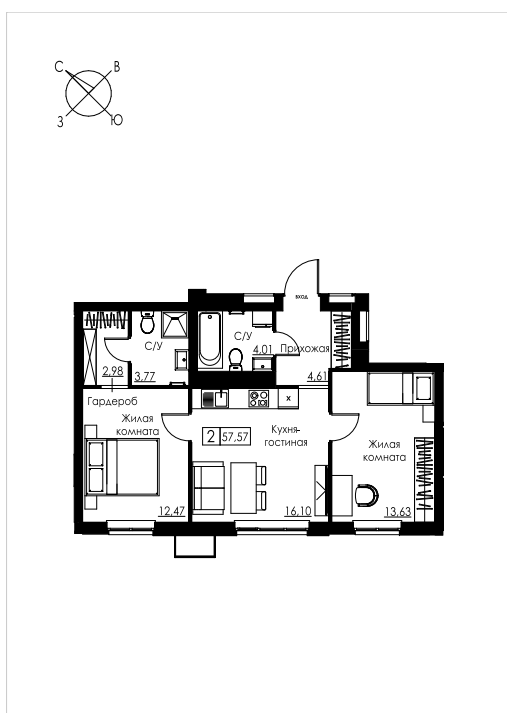 С
В
З
Ю
вход
С/У
4.01
Прихожая
4.61
С/У
2.98
3.77
Гардероб
Жилая
комната
12.47
2
57,57
Кухня-
гостиная
x
16.10
Жилая
комната
13.63